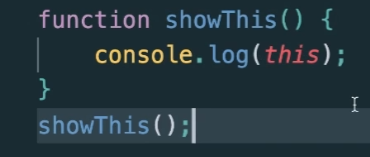 function showThis() {
    console.log(this);
}
showThis();